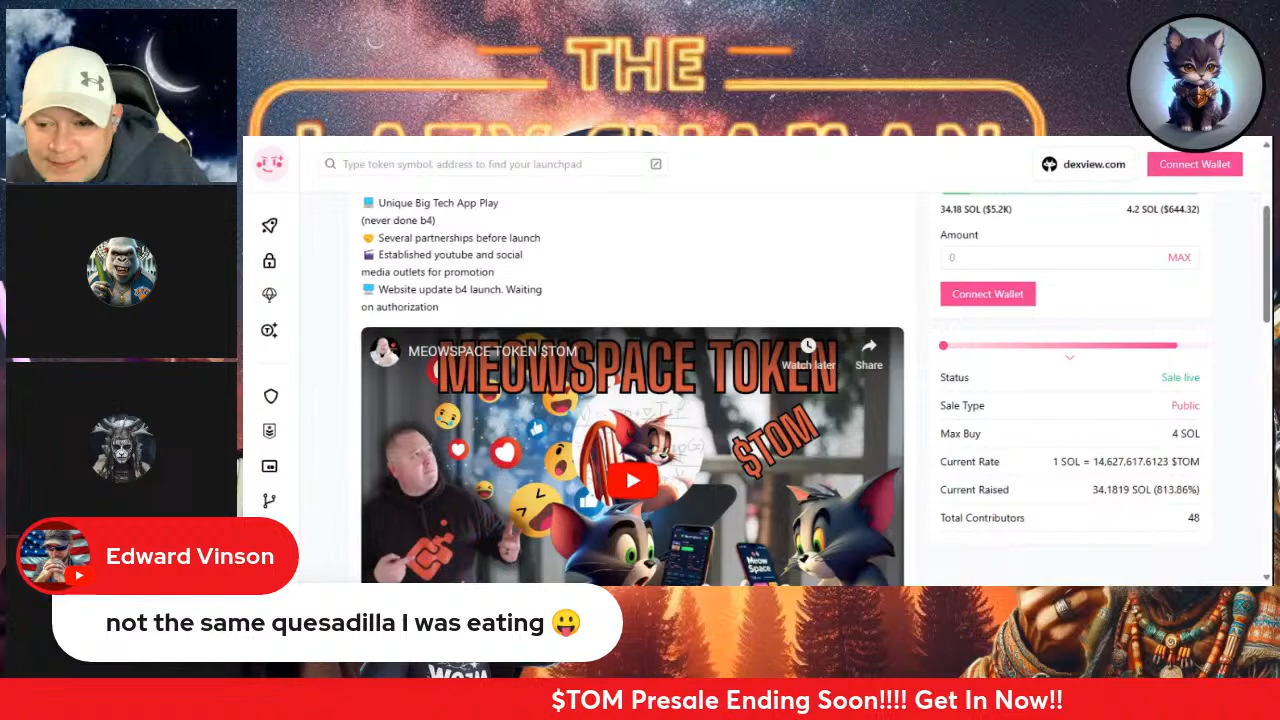 THE
LAZY SHAMAN
Type token symbol, address to find your launchpad
dexview.com
Connect Wallet
Unique Big Tech App Play
(never done b4)
Several partnerships before launch
Established youtube and social
media outlets for promotion
Website update b4 launch. Waiting
on authorization
34.18 SOL ($5.2K)
4.2 SOL ($644.32)
Amount
0
MAX
Connect Wallet
MEOWSPACE TOKEN $TOM
Watch later
Share
MEOWSPACE TOKEN
$TOM
Meow
Space
Status
Sale live
Sale Type
Public
Max Buy
4 SOL
Current Rate
1 SOL = 14,627,617.6123 $TOM
Current Raised
34.1819 SOL (813.86%)
Total Contributors
48
Edward Vinson
not the same quesadilla I was eating 😛
$TOM Presale Ending Soon!!!! Get In Now!!